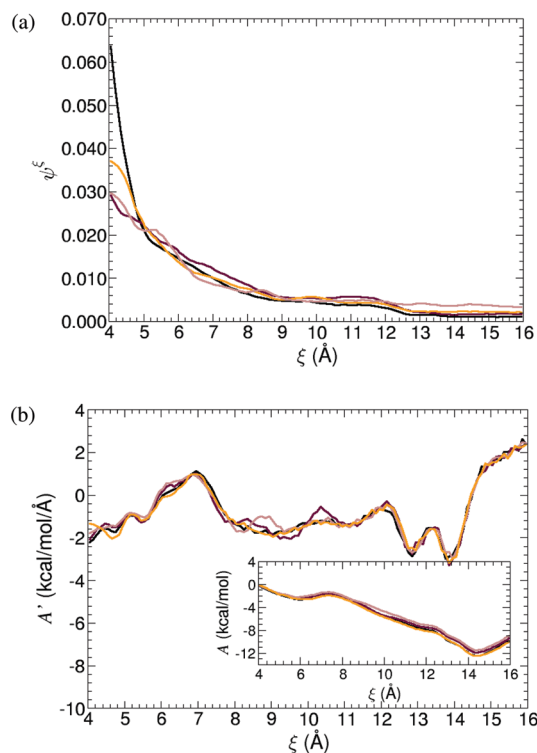 (a)
0.070
0.060
0.050
0.040
0.030
0.020
0.010
0.000
ψ^ξ
4 5 6 7 8 9 10 11 12 13 14 15 16
ξ (Å)
(b)
4
2
0
-2
-4
-6
-8
-10
A' (kcal/mol/Å)
4
0
-4
-8
-12
A (kcal/mol)
4 6 8 10 12 14 16
ξ (Å)
4 5 6 7 8 9 10 11 12 13 14 15 16
ξ (Å)